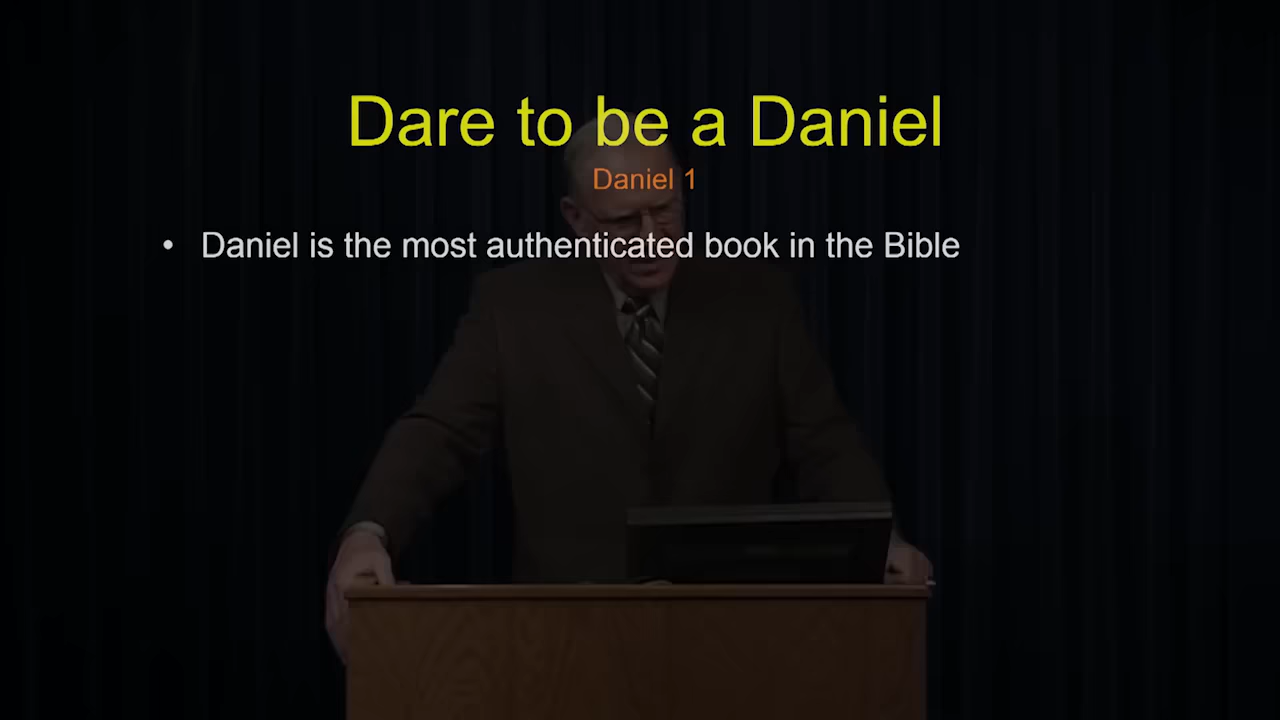 Dare to be a Daniel
Daniel 1
• Daniel is the most authenticated book in the Bible